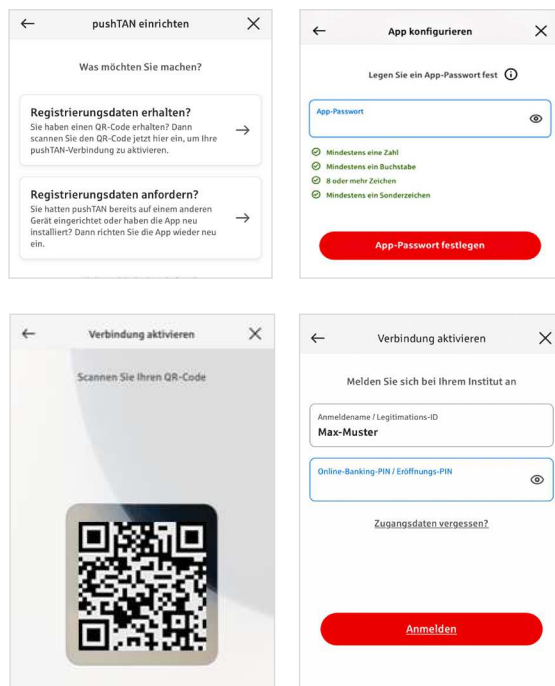 pushTAN einrichten
Was möchten Sie machen?
Registrierungsdaten erhalten?
Sie haben einen QR-Code erhalten? Dann
scannen Sie den QR-Code jetzt hier ein, um Ihre
pushTAN-Verbindung zu aktivieren.
Registrierungsdaten anfordern?
Sie hatten pushTAN bereits auf einem anderen
Gerät eingerichtet oder haben die App neu
installiert? Dann richten Sie die App wieder neu
ein.
App konfigurieren
Legen Sie ein App-Passwort fest
App-Passwort
Mindestens eine Zahl
Mindestens ein Buchstabe
8 oder mehr Zeichen
Mindestens ein Sonderzeichen
App-Passwort festlegen
Verbindung aktivieren
Scannen Sie Ihren QR-Code
Verbindung aktivieren
Melden Sie sich bei Ihrem Institut an
Anmeldename / Legitimations-ID
Max-Muster
Online-Banking-PIN / Eröffnungs-PIN
Zugangsdaten vergessen?
Anmelden